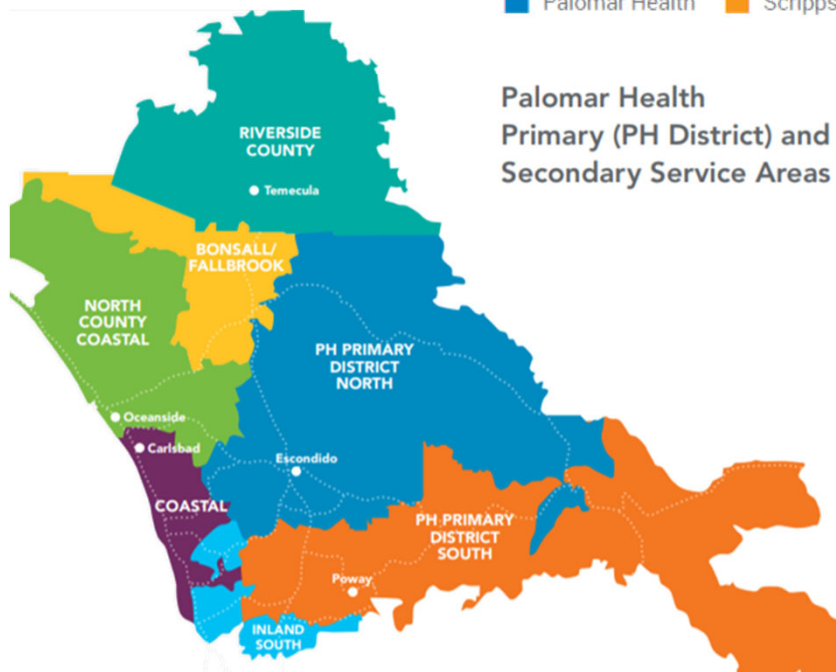 Palomar Health
Scripps
Palomar Health
Primary (PH District) and
Secondary Service Areas
RIVERSIDE
COUNTY
Temecula
BONSALL/
FALLBROOK
NORTH
COUNTY
COASTAL
PH PRIMARY
DISTRICT
NORTH
Oceanside
Carlsbad
Escondido
COASTAL
PH PRIMARY
DISTRICT
SOUTH
Poway
INLAND
SOUTH